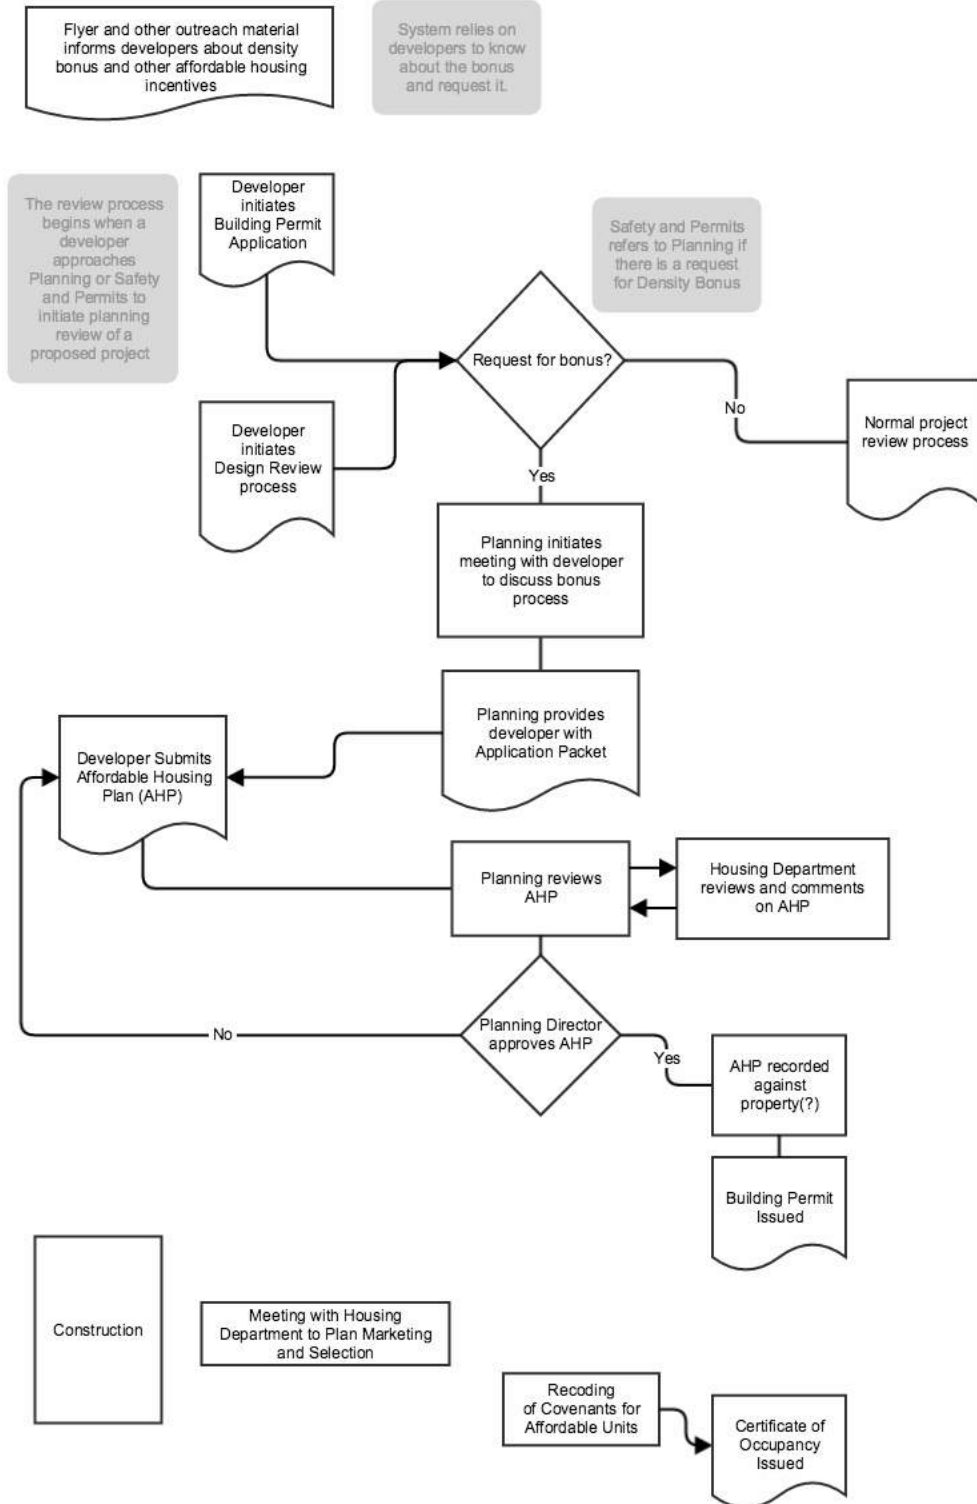 Flyer and other outreach material
informs developers about density
bonus and other affordable housing
incentives
System relies on
developers to know
about the bonus
and request it.
The review process
begins when a
developer
approaches
Planning or Safety
and Permits to
initiate planning
review of a
proposed project
Developer
initiates
Building Permit
Application
Safety and Permits
refers to Planning if
there is a request
for Density Bonus
Request for bonus?
No
Normal project
review process
Developer
initiates
Design Review
process
Yes
Planning initiates
meeting with developer
to discuss bonus
process
Planning provides
developer with
Application Packet
Developer Submits
Affordable Housing
Plan (AHP)
Planning reviews
AHP
Housing Department
reviews and comments
on AHP
Planning Director
approves AHP
No
Yes
AHP recorded
against
property(?)
Building Permit
Issued
Construction
Meeting with Housing
Department to Plan Marketing
and Selection
Recoding
of Covenants for
Affordable Units
Certificate of
Occupancy
Issued